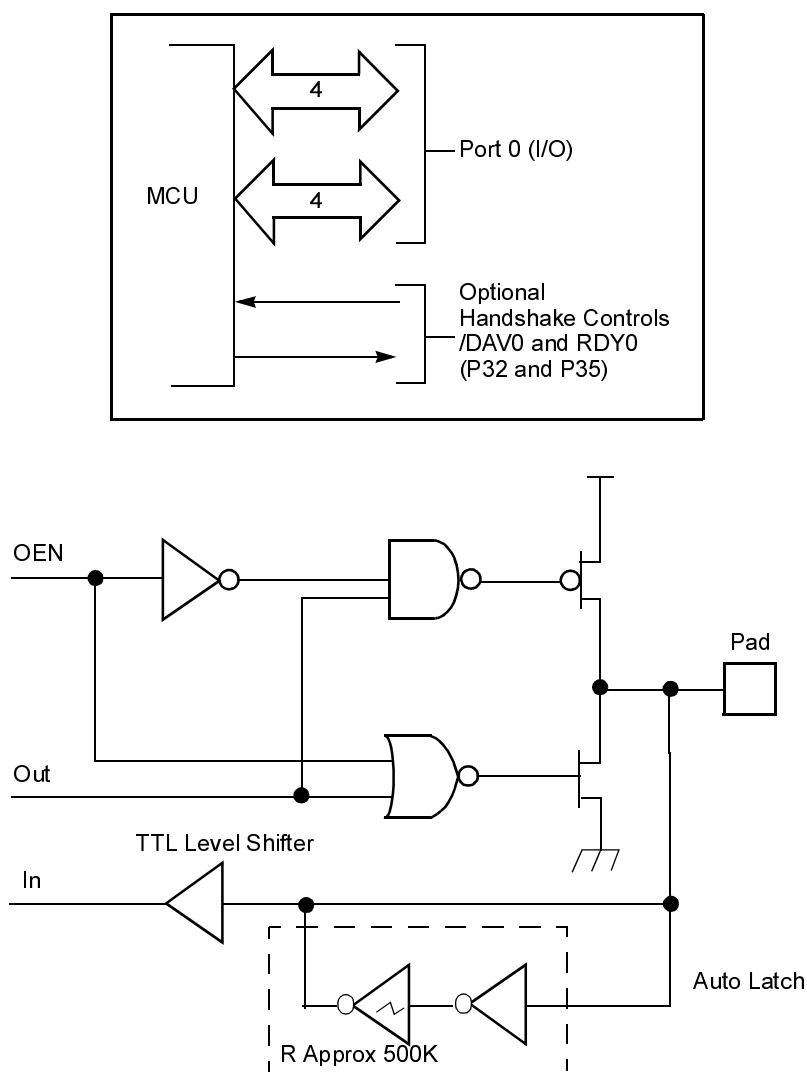 4
Port 0 (I/O)
MCU
4
Optional
Handshake Controls
/DAV0 and RDY0
(P32 and P35)
OEN
Pad
Out
TTL Level Shifter
In
Auto Latch
R Approx 500K